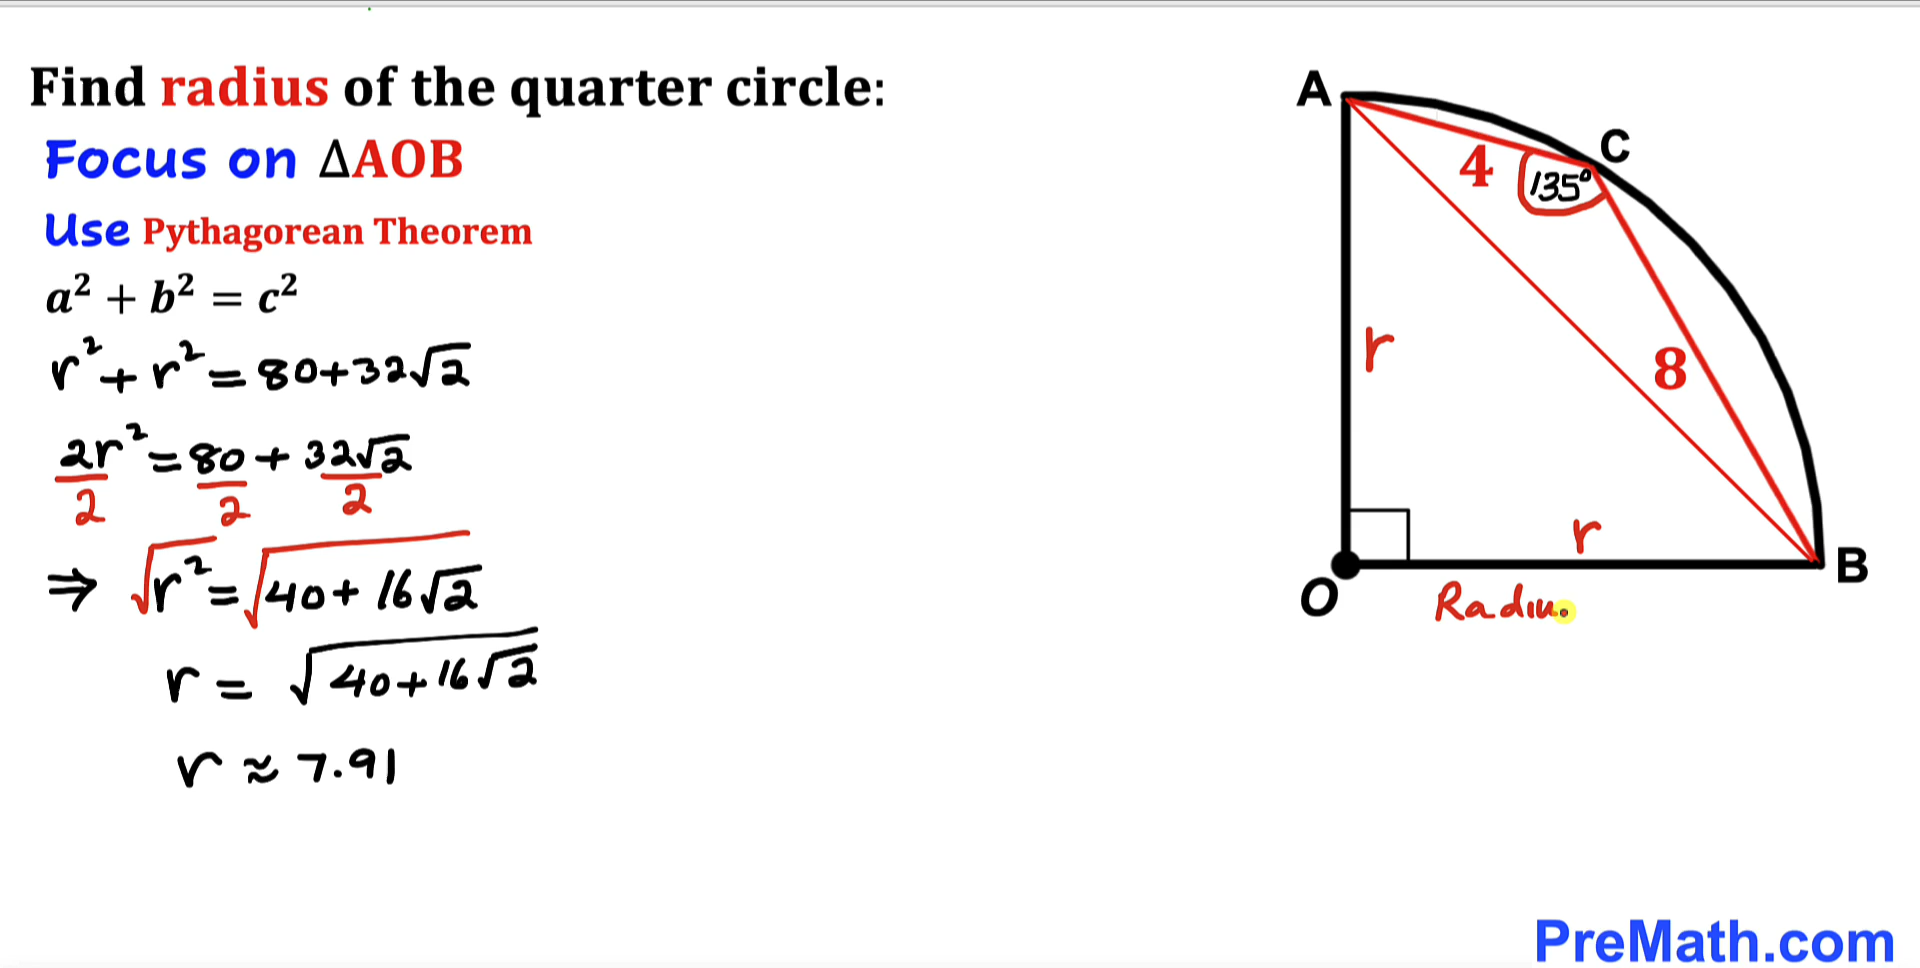 Find radius of the quarter circle:
Focus on ΔAOB
Use Pythagorean Theorem
a² + b² = c²
r² + r² = 80+32√2
2r²/2 = 80/2 + 32√2/2
⇒ √r² = √(40+16√2)
r = √(40+16√2)
r ≈ 7.91
A
C
4
135°
r
8
r
O
B
Radiu
PreMath.com